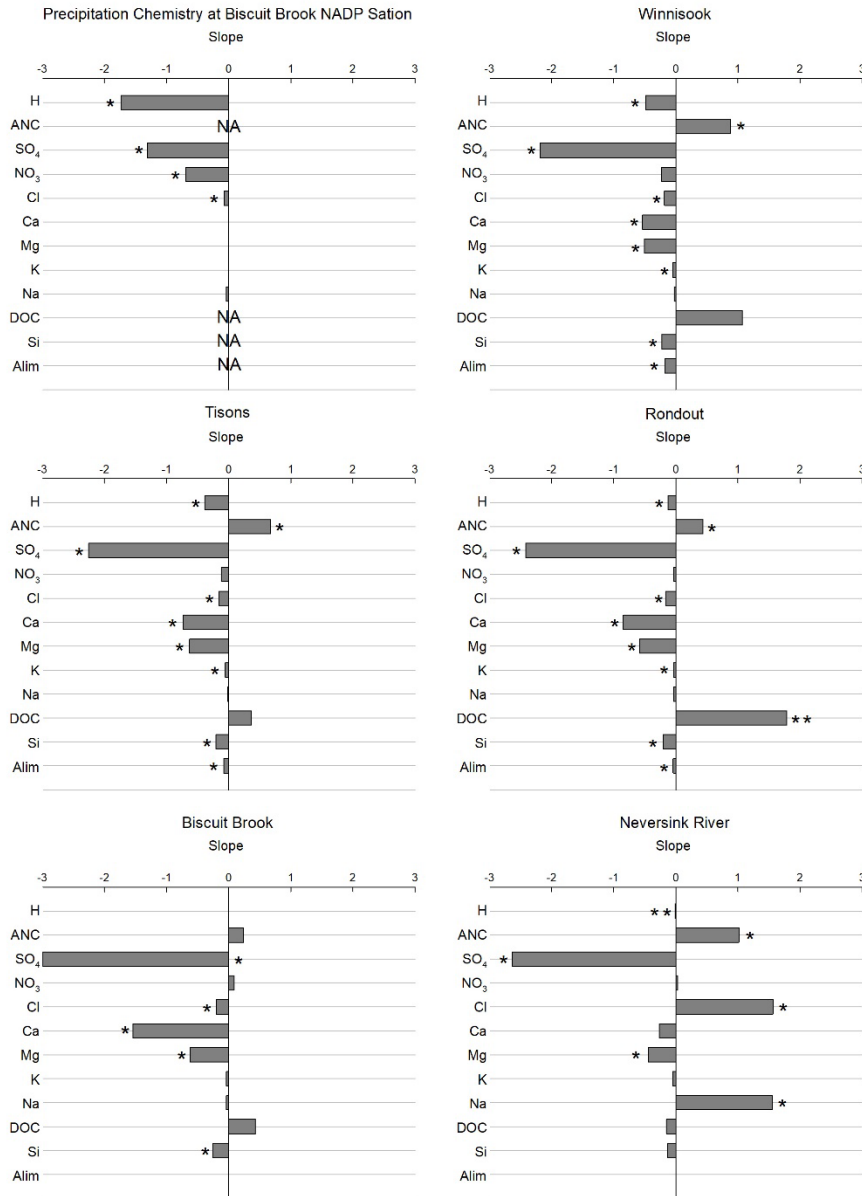 Precipitation Chemistry at Biscuit Brook NADP Sation
Slope
-3 -2 -1 0 1 2 3
H *
ANC NA
SO4 *
NO3 *
Cl *
Ca
Mg
K
Na
DOC NA
Si NA
Alim NA
Winnisook
Slope
-3 -2 -1 0 1 2 3
H *
ANC *
SO4 *
NO3
Cl *
Ca *
Mg *
K *
Na
DOC
Si *
Alim *
Tisons
Slope
-3 -2 -1 0 1 2 3
H *
ANC *
SO4 *
NO3
Cl *
Ca *
Mg *
K *
Na
DOC
Si *
Alim *
Rondout
Slope
-3 -2 -1 0 1 2 3
H *
ANC *
SO4 *
NO3
Cl *
Ca *
Mg *
K *
Na
DOC **
Si *
Alim *
Biscuit Brook
Slope
-3 -2 -1 0 1 2 3
H
ANC
SO4 *
NO3
Cl *
Ca *
Mg *
K
Na
DOC
Si *
Alim
Neversink River
Slope
-3 -2 -1 0 1 2 3
H **
ANC *
SO4 *
NO3
Cl *
Ca
Mg *
K
Na *
DOC
Si
Alim